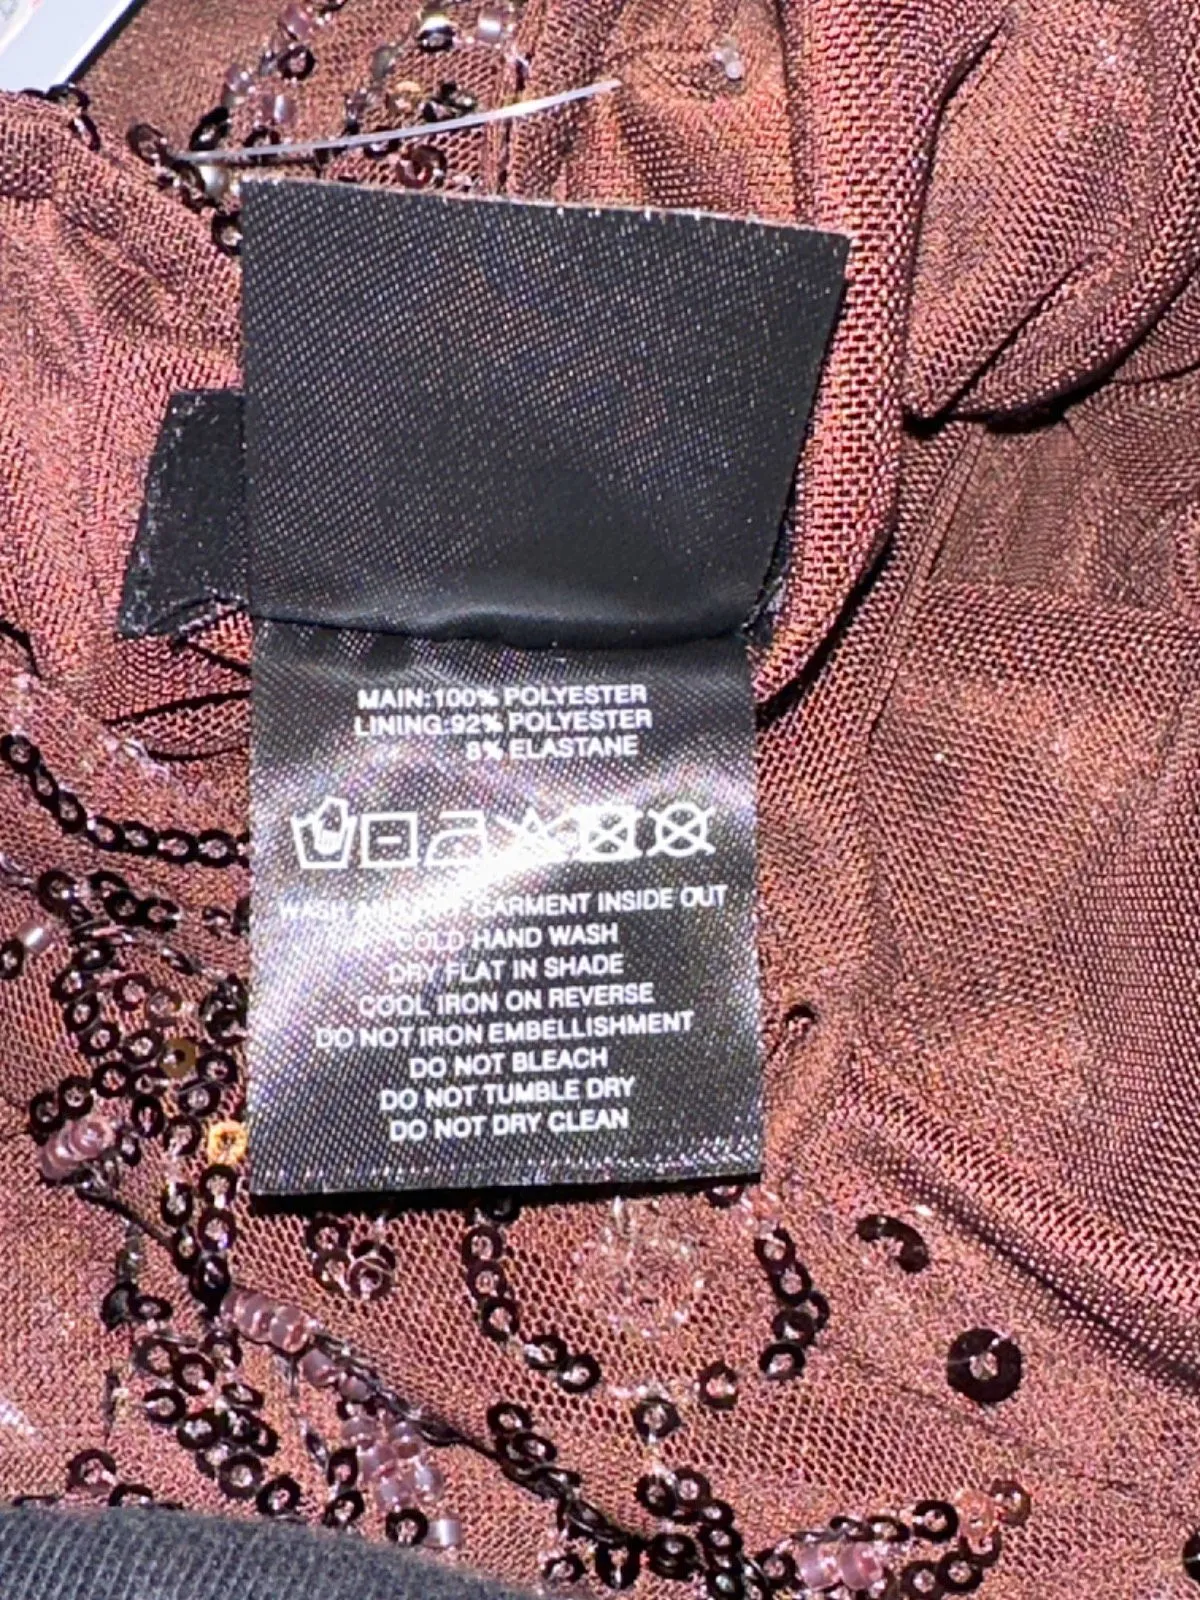 MAIN:100% POLYESTER
LINING:92% POLYESTER
8% ELASTANE
WASH GARMENT INSIDE OUT
COLD HAND WASH
DRY FLAT IN SHADE
COOL IRON ON REVERSE
DO NOT IRON EMBELLISHMENT
DO NOT BLEACH
DO NOT TUMBLE DRY
DO NOT DRY CLEAN